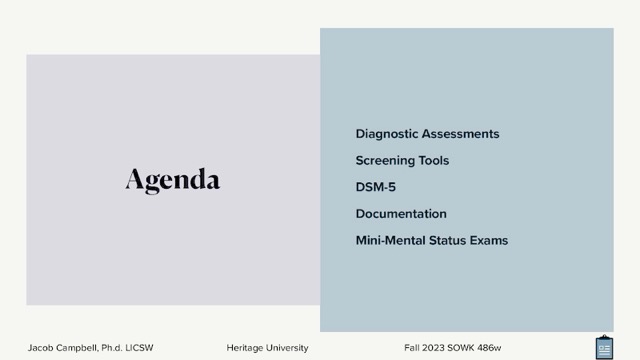 Agenda
Diagnostic Assessments
Screening Tools
DSM-5
Documentation
Mini-Mental Status Exams
Jacob Campbell, Ph.d. LICSW
Heritage University
Fall 2023 SOWK 486w